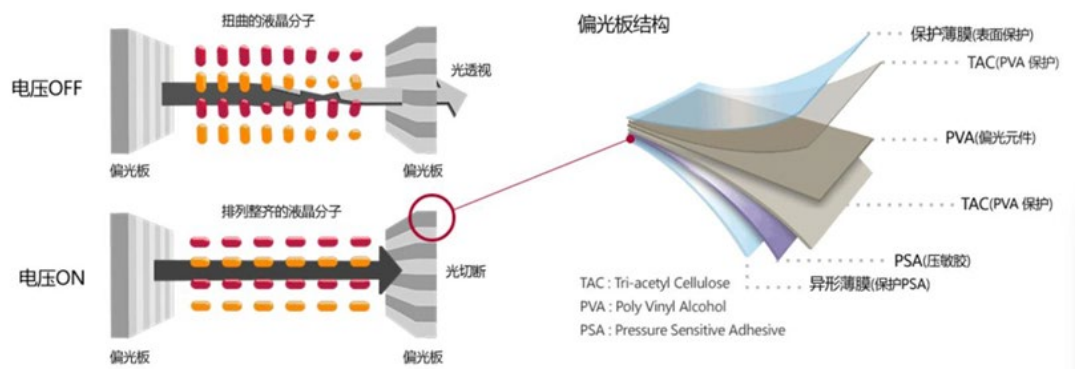 扭曲的液晶分子
电压OFF
光透视
偏光板
偏光板
排列整齐的液晶分子
电压ON
光切断
偏光板
偏光板
偏光板结构
保护薄膜(表面保护)
TAC(PVA 保护)
PVA(偏光元件)
TAC(PVA 保护)
PSA(压敏胶)
异形薄膜(保护PSA)
TAC : Tri-acetyl Cellulose
PVA : Poly Vinyl Alcohol
PSA : Pressure Sensitive Adhesive